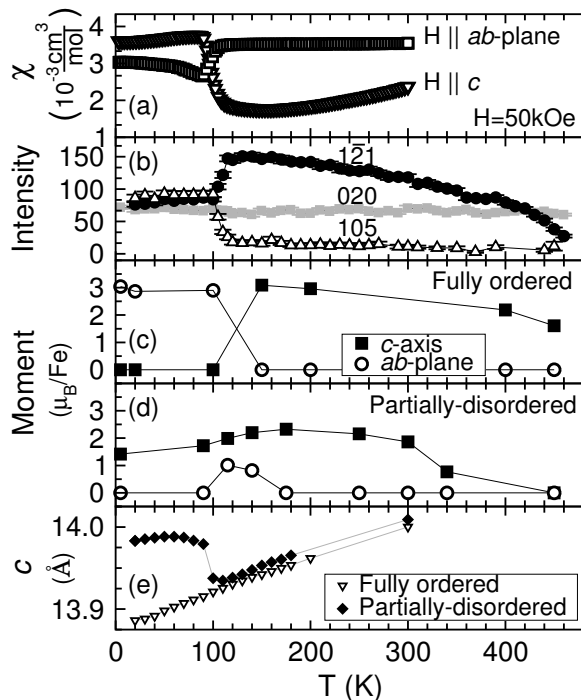 4
3
2
1
χ
(10⁻³ cm³/mol)
H || ab-plane
H || c
(a)
H=50kOe
150
100
50
0
Intensity
(b)
12̄1
020
105
3
2
1
0
Moment
(μB/Fe)
Fully ordered
(c)
c-axis
ab-plane
3
2
1
0
(d)
Partially-disordered
14.0
13.9
c
(Å)
(e)
Fully ordered
Partially-disordered
0 100 200 300 400
T (K)